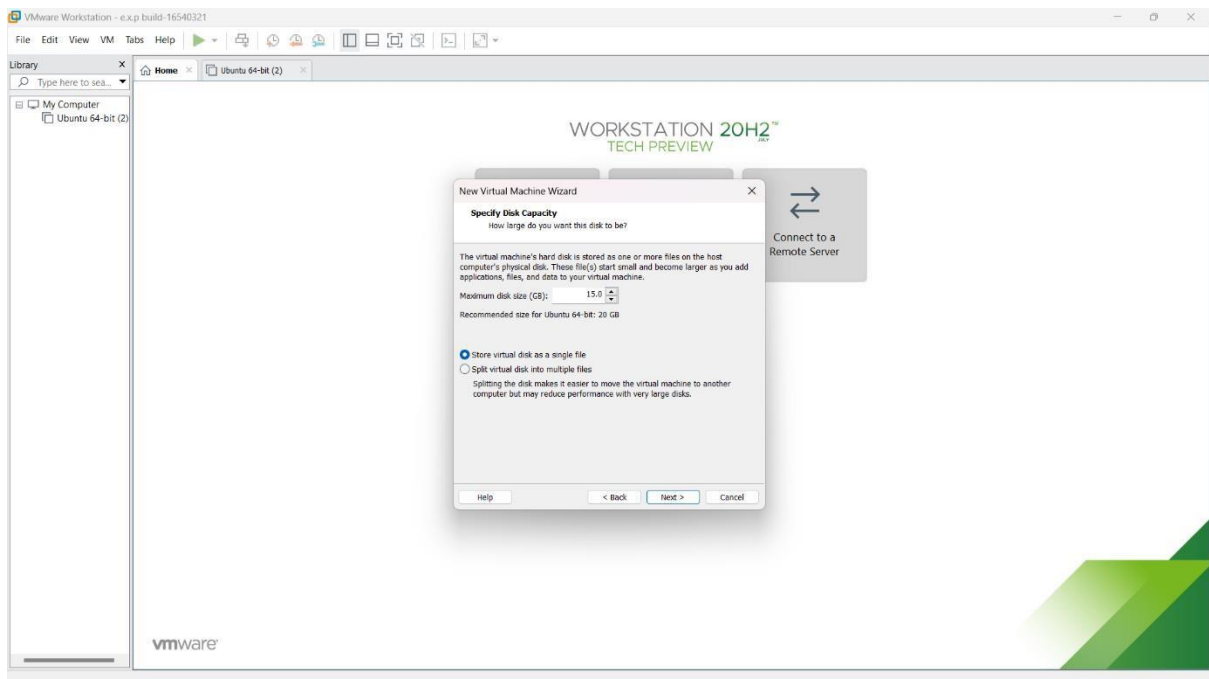 VMware Workstation - e.x.p build-16540321
File Edit View VM Tabs Help
Library X
Home
Ubuntu 64-bit (2)
Type here to sea...
My Computer
Ubuntu 64-bit (2)
WORKSTATION 20H2™
JULY
TECH PREVIEW
New Virtual Machine Wizard
Specify Disk Capacity
How large do you want this disk to be?
The virtual machine's hard disk is stored as one or more files on the host
computer's physical disk. These file(s) start small and become larger as you add
applications, files, and data to your virtual machine.
Maximum disk size (GB): 15.0
Recommended size for Ubuntu 64-bit: 20 GB
Store virtual disk as a single file
Split virtual disk into multiple files
Splitting the disk makes it easier to move the virtual machine to another
computer but may reduce performance with very large disks.
Help < Back Next > Cancel
Connect to a
Remote Server
vmware